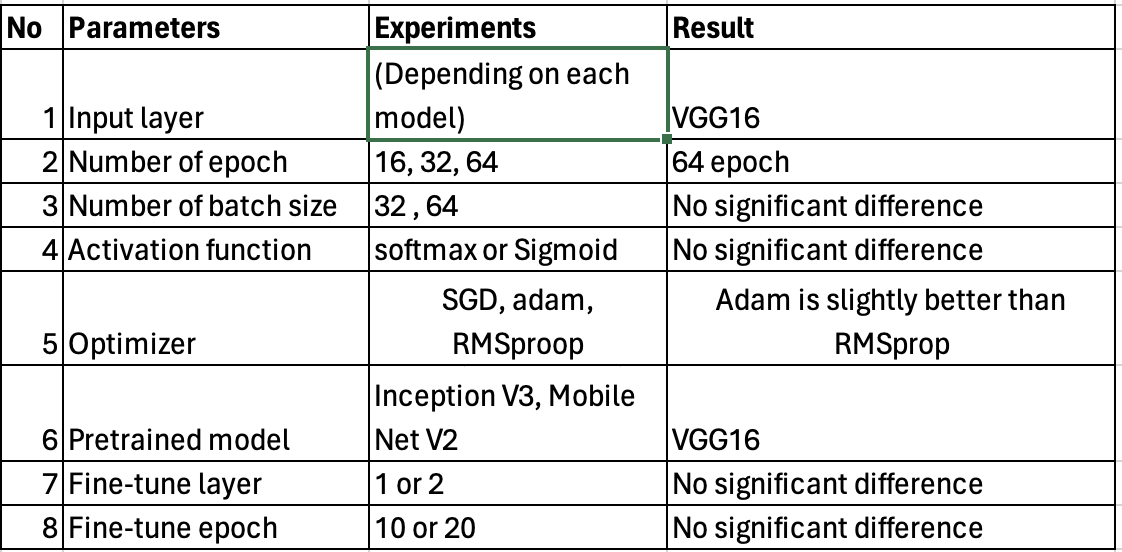 No Parameters Experiments Result
1 Input layer (Depending on each
model) VGG16
2 Number of epoch 16, 32, 64 64 epoch
3 Number of batch size 32 , 64 No significant difference
4 Activation function softmax or Sigmoid No significant difference
5 Optimizer SGD, adam,
RMSproop Adam is slightly better than
RMSprop
6 Pretrained model Inception V3, Mobile
Net V2 VGG16
7 Fine-tune layer 1 or 2 No significant difference
8 Fine-tune epoch 10 or 20 No significant difference